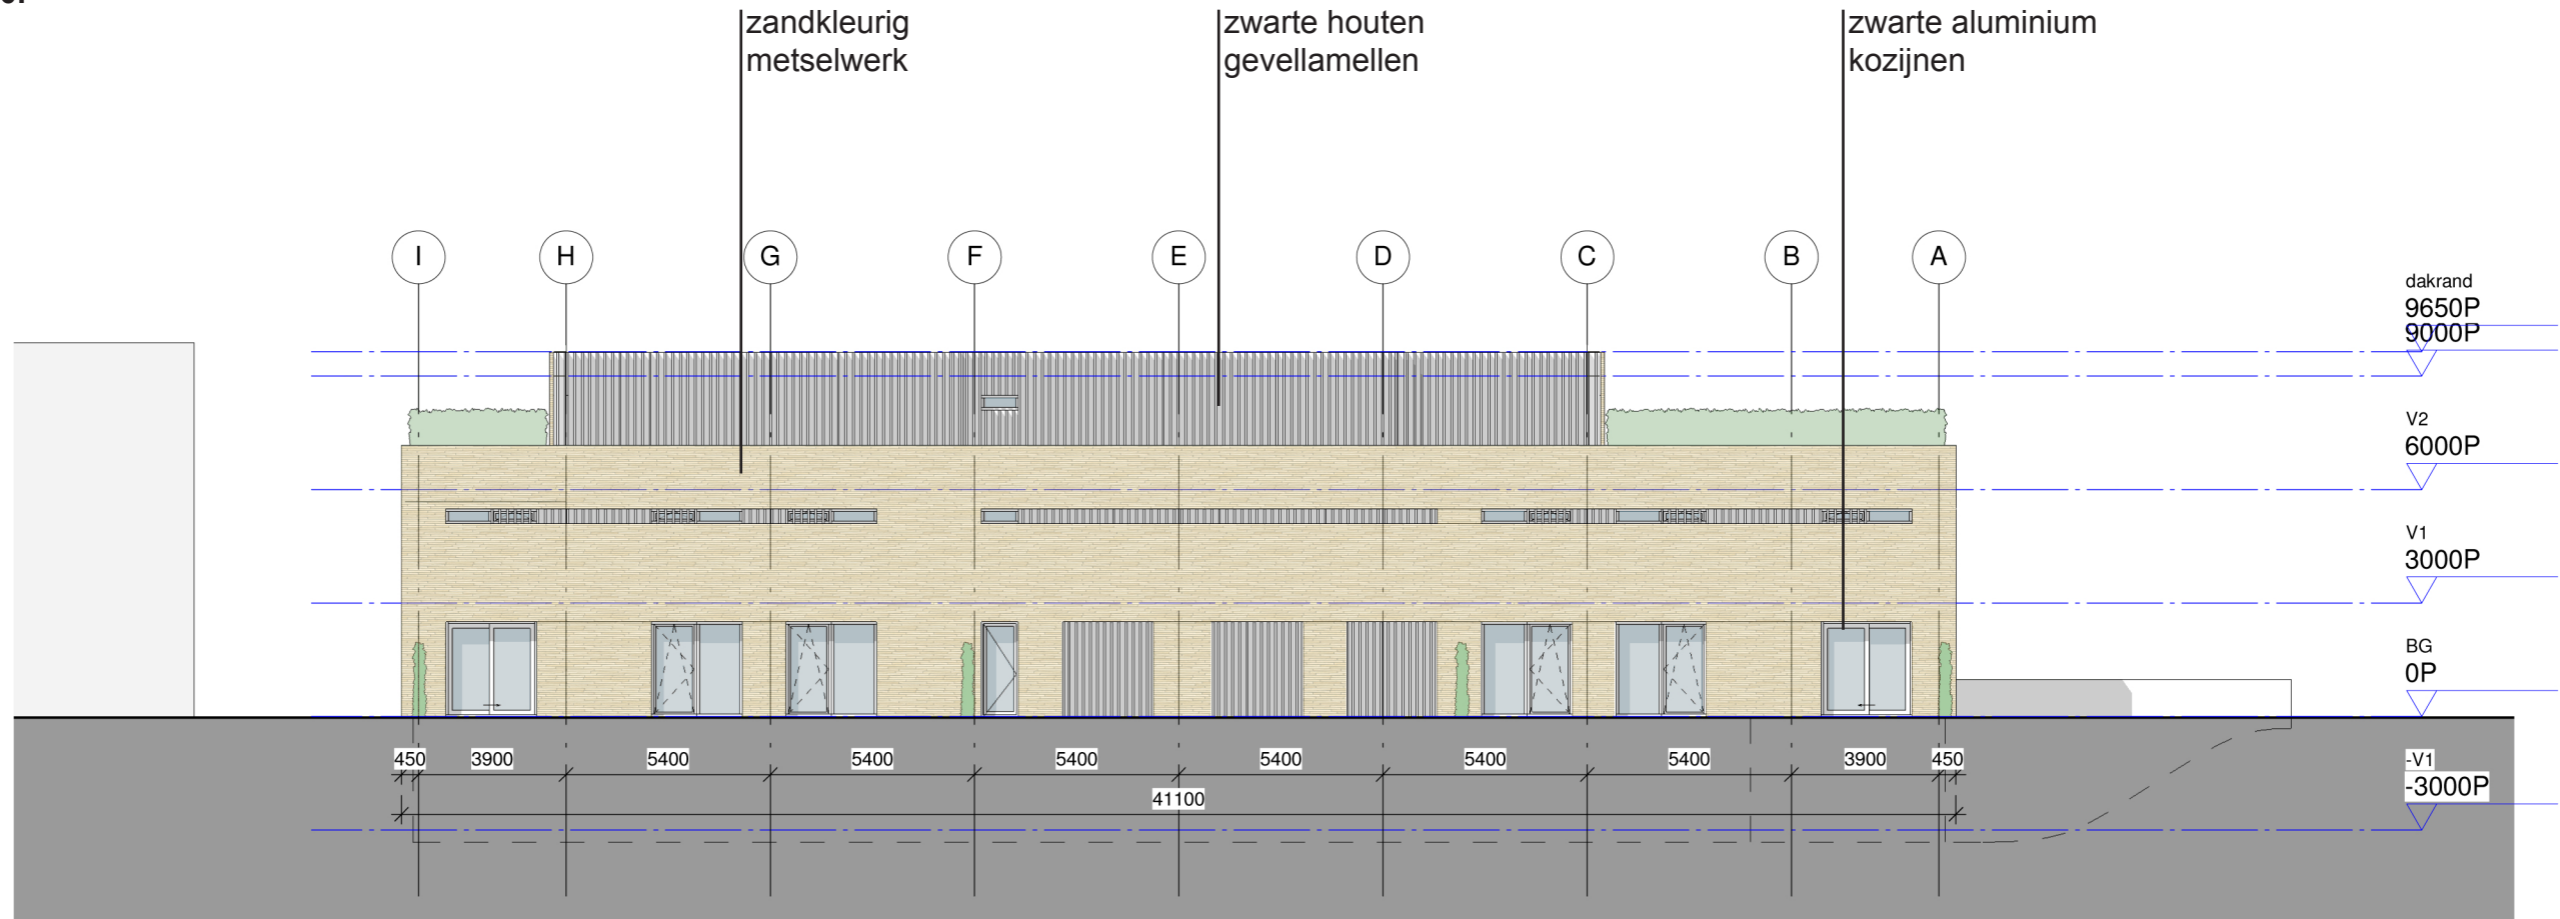 zandkleurig
metselwerk
zwarte houten
gevellamellen
zwarte aluminium
kozijnen
I H G F E D C B A
dakrand
9650P
9000P
V2
6000P
V1
3000P
BG
0P
450 3900 5400 5400 5400 5400 5400 5400 3900 450
41100
-V1
-3000P